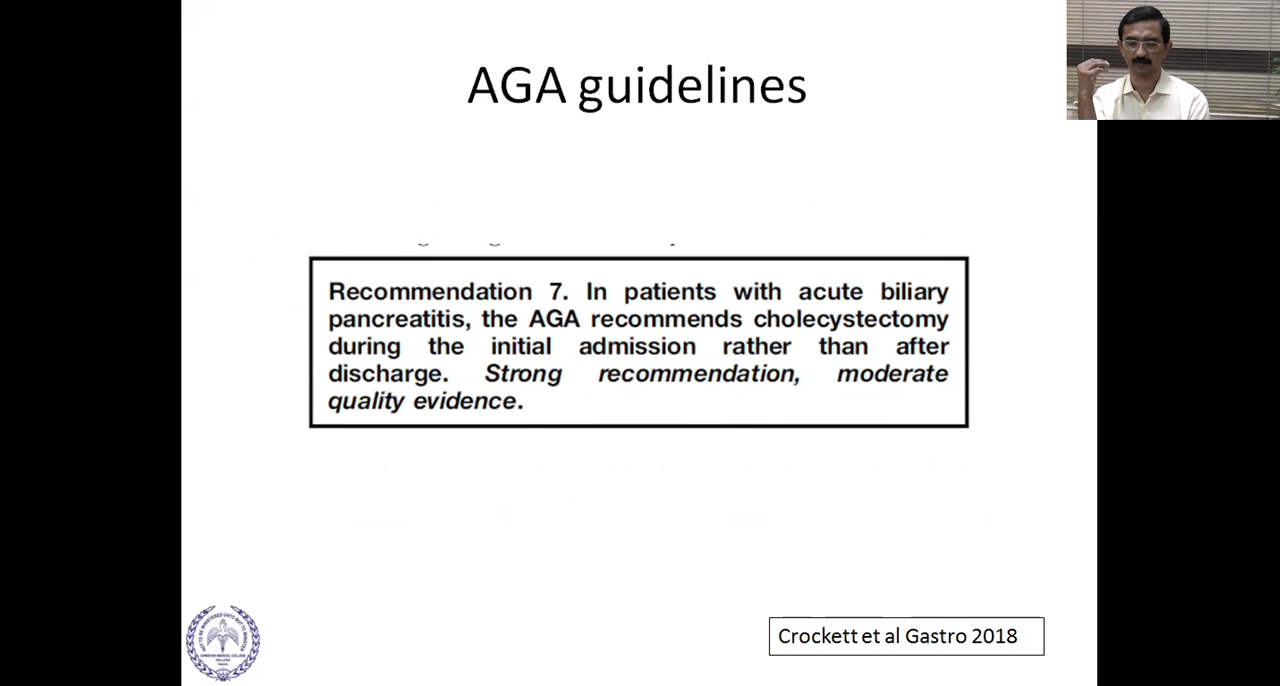 AGA guidelines
Recommendation 7. In patients with acute biliary
pancreatitis, the AGA recommends cholecystectomy
during the initial admission rather than after
discharge. Strong recommendation, moderate
quality evidence.
Crockett et al Gastro 2018